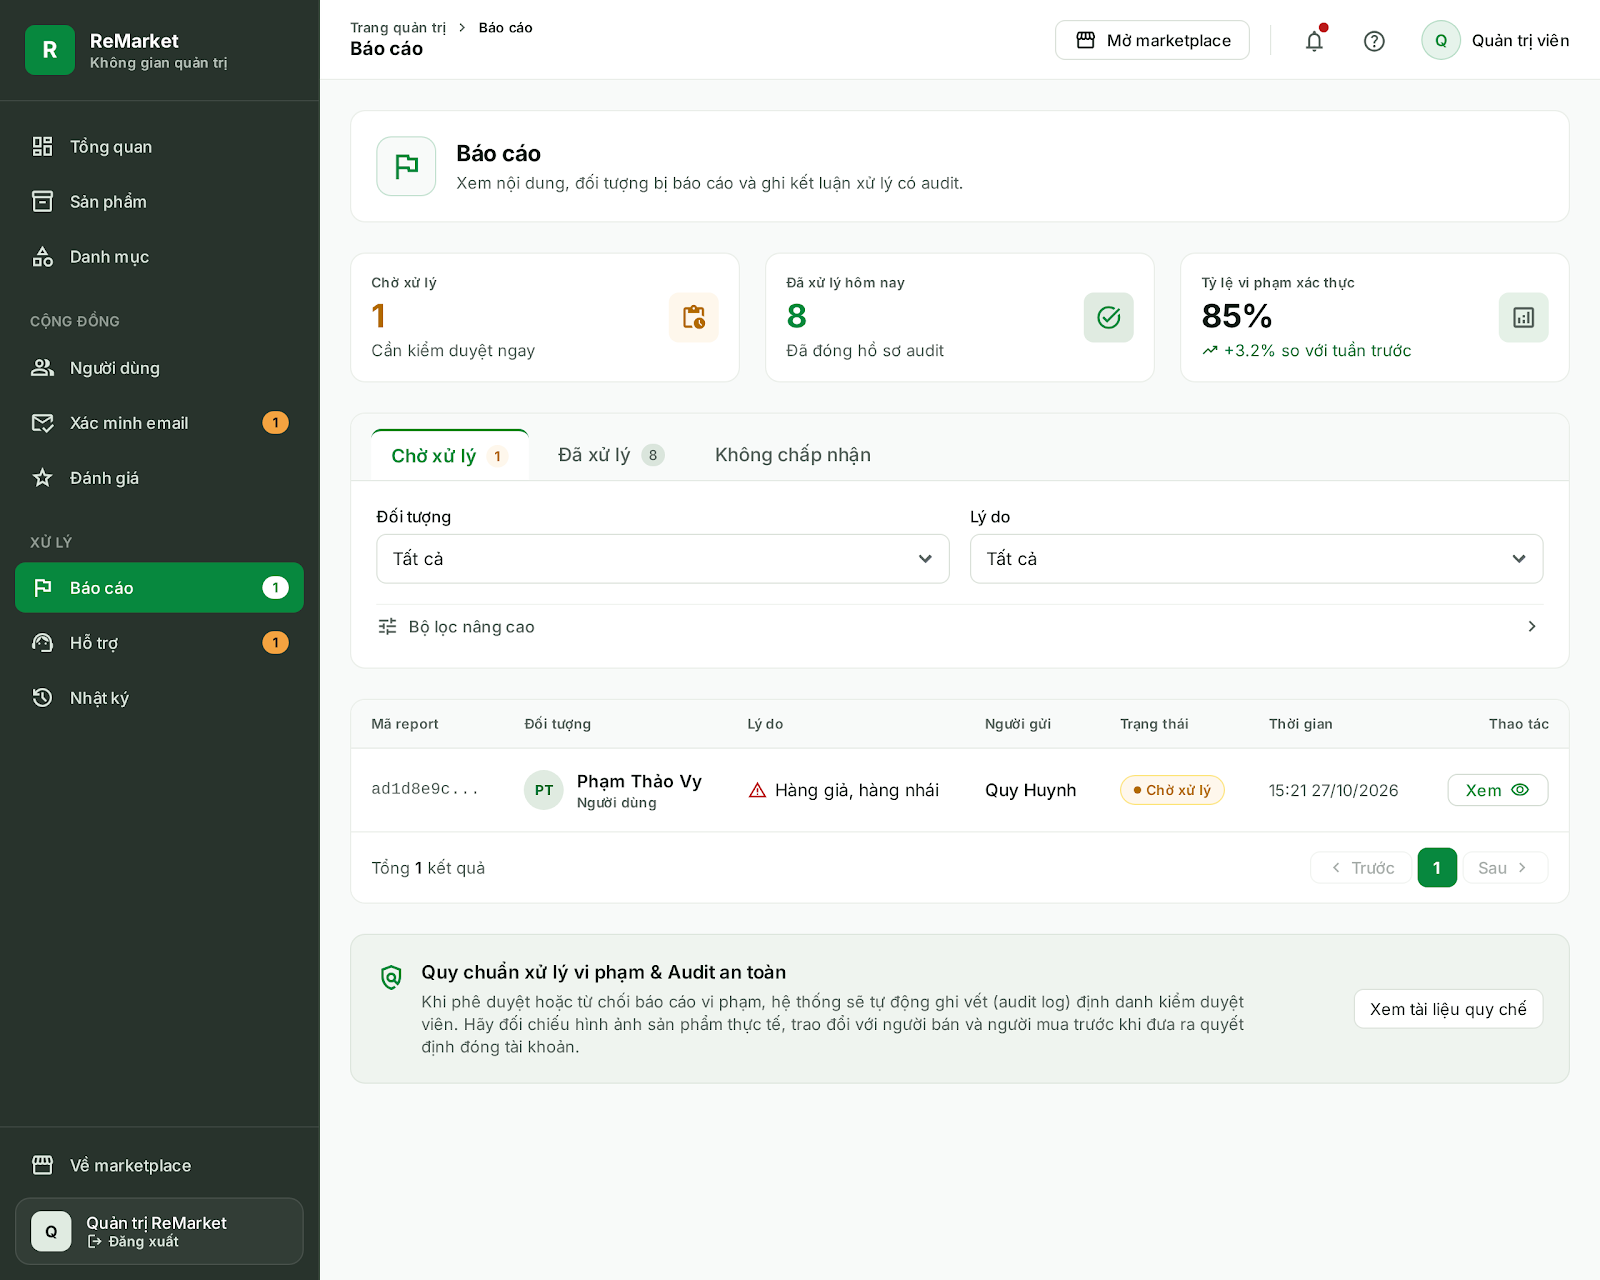 R
ReMarket
Không gian quản trị
Tổng quan
Sản phẩm
Danh mục
CỘNG ĐỒNG
Người dùng
Xác minh email 1
Đánh giá
XỬ LÝ
Báo cáo 1
Hỗ trợ 1
Nhật ký
Về marketplace
Q
Quản trị ReMarket
Đăng xuất
Trang quản trị > Báo cáo
Báo cáo
Mở marketplace
Q Quản trị viên
Báo cáo
Xem nội dung, đối tượng bị báo cáo và ghi kết luận xử lý có audit.
Chờ xử lý
1
Cần kiểm duyệt ngay
Đã xử lý hôm nay
8
Đã đóng hồ sơ audit
Tỷ lệ vi phạm xác thực
85%
+3.2% so với tuần trước
Chờ xử lý 1 Đã xử lý 8 Không chấp nhận
Đối tượng
Tất cả
Lý do
Tất cả
Bộ lọc nâng cao
Mã report Đối tượng Lý do Người gửi Trạng thái Thời gian Thao tác
ad1d8e9c...
PT
Phạm Thảo Vy
Người dùng
Hàng giả, hàng nhái
Quy Huynh
Chờ xử lý
15:21 27/10/2026
Xem
Tổng 1 kết quả
Trước 1 Sau
Quy chuẩn xử lý vi phạm & Audit an toàn
Khi phê duyệt hoặc từ chối báo cáo vi phạm, hệ thống sẽ tự động ghi vết (audit log) định danh kiểm duyệt
viên. Hãy đối chiếu hình ảnh sản phẩm thực tế, trao đổi với người bán và người mua trước khi đưa ra quyết
định đóng tài khoản.
Xem tài liệu quy chế